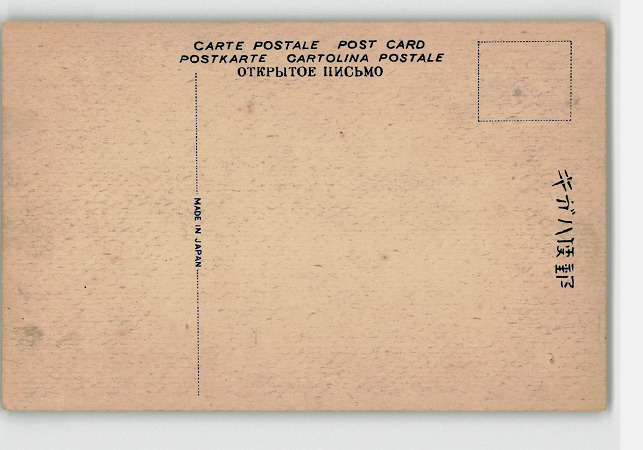 CARTE POSTALE POST CARD
POSTKARTE CARTOLINA POSTALE
ОТКРЫТОЕ ПИСЬМО
MADE IN JAPAN
キガハ便郵